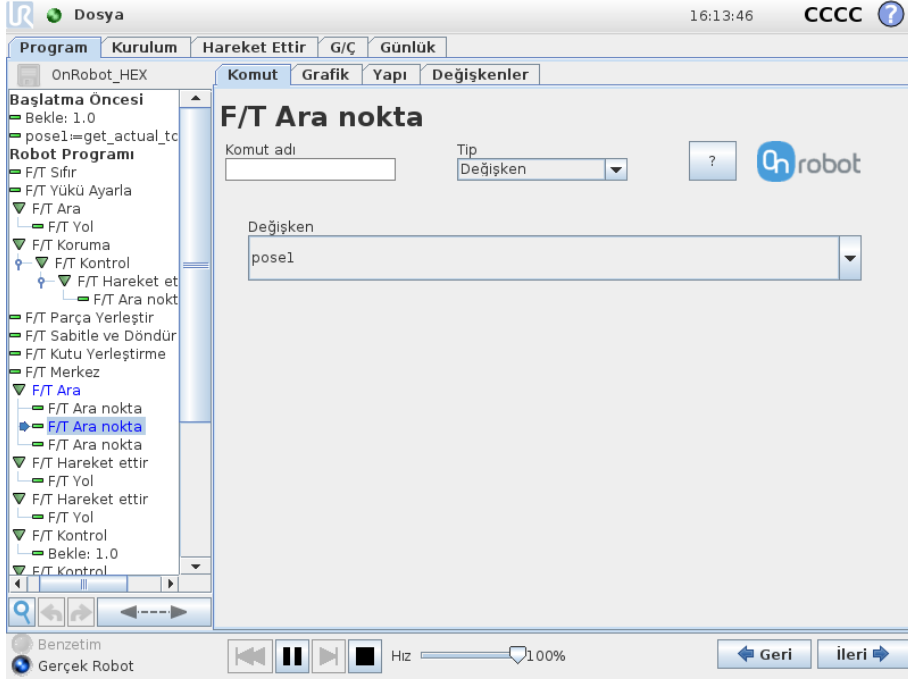 Dosya
16:13:46
CCCC
?
Program
Kurulum
Hareket Ettir
G/Ç
Günlük
OnRobot_HEX
Komut
Grafik
Yapı
Değişkenler
Başlatma Öncesi
Bekle: 1.0
pose1≔get_actual_tc
Robot Programı
F/T Sıfır
F/T Yükü Ayarla
F/T Ara
F/T Yol
F/T Koruma
F/T Kontrol
F/T Hareket et
F/T Ara nokt
F/T Parça Yerleştir
F/T Sabitle ve Döndür
F/T Kutu Yerleştirme
F/T Merkez
F/T Ara
F/T Ara nokta
F/T Ara nokta
F/T Ara nokta
F/T Hareket ettir
F/T Yol
F/T Hareket ettir
F/T Yol
F/T Kontrol
Bekle: 1.0
F/T Kontrol
F/T Ara nokta
Komut adı
Tip
Değişken
?
On robot
Değişken
pose1
Benzetim
Gerçek Robot
Hız
100%
Geri
İleri